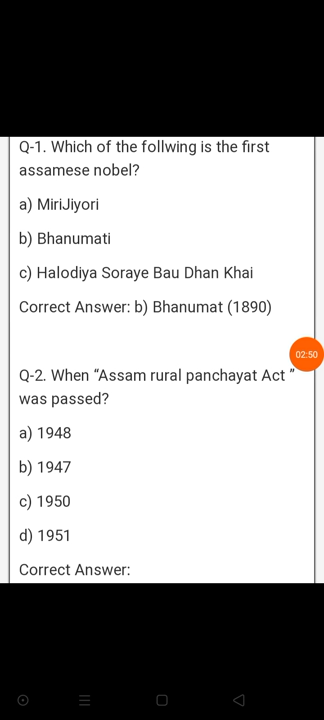 Q-1. Which of the follwing is the first
assamese nobel?
a) MiriJiyori
b) Bhanumati
c) Halodiya Soraye Bau Dhan Khai
Correct Answer: b) Bhanumat (1890)
02:50
Q-2. When “Assam rural panchayat Act ”
was passed?
a) 1948
b) 1947
c) 1950
d) 1951
Correct Answer: